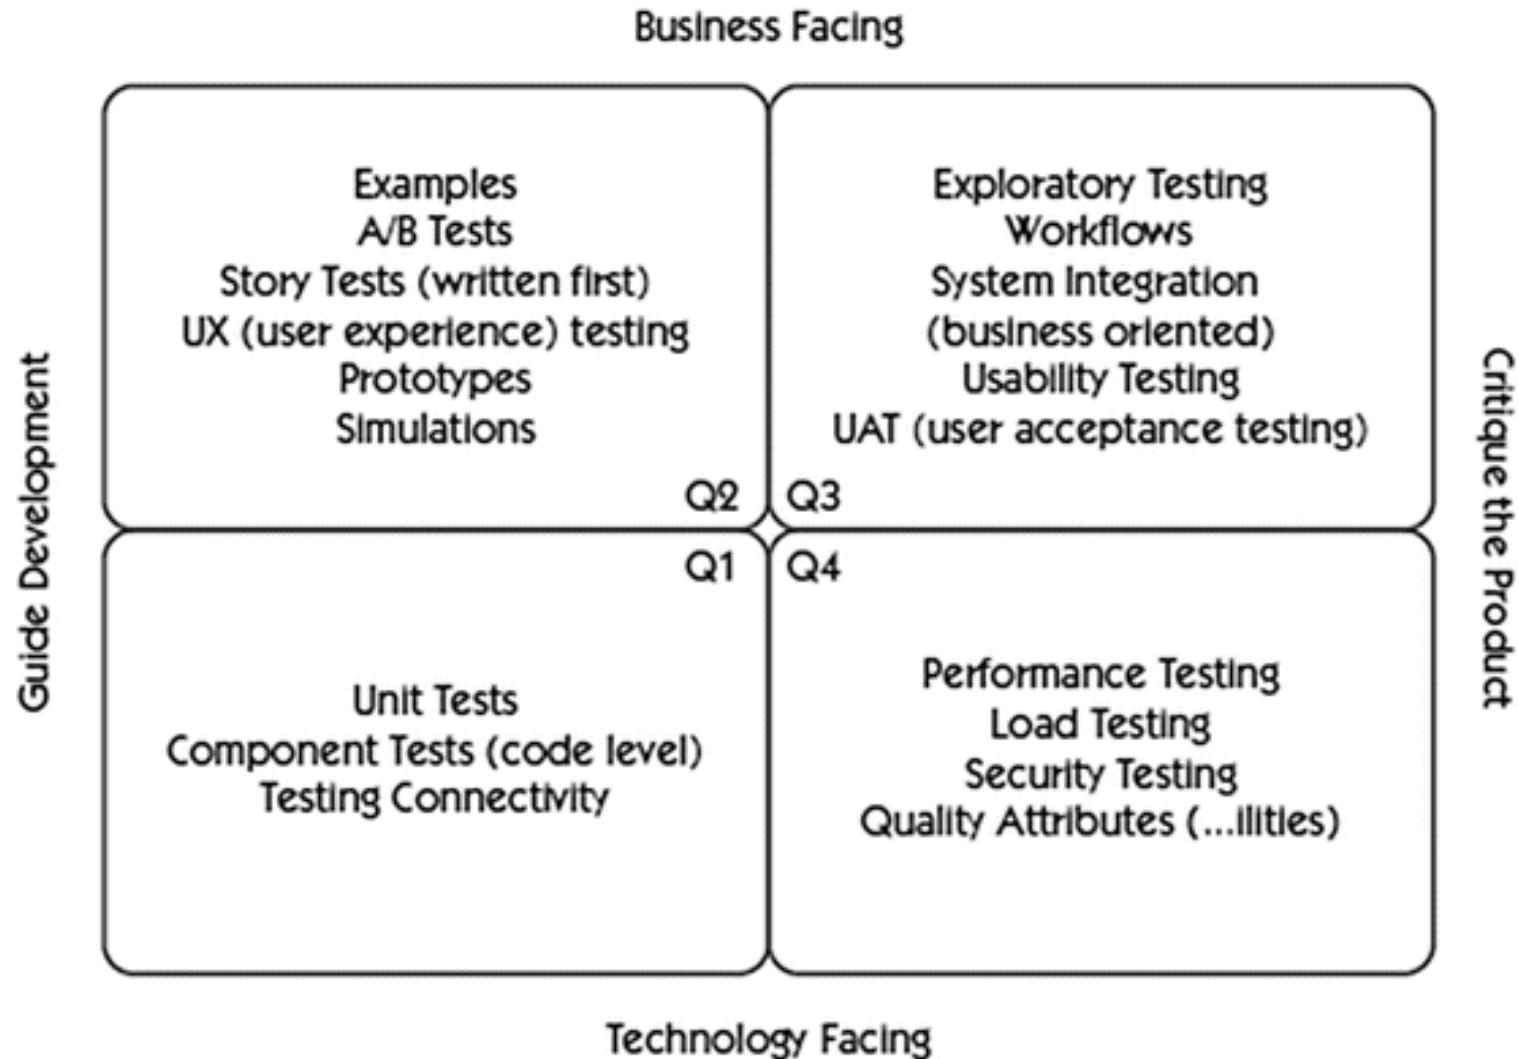 Business Facing
Guide Development
Examples
A/B Tests
Story Tests (written first)
UX (user experience) testing
Prototypes
Simulations
Q2
Exploratory Testing
Workflows
System Integration
(business oriented)
Usability Testing
UAT (user acceptance testing)
Q3
Critique the Product
Q1
Unit Tests
Component Tests (code level)
Testing Connectivity
Q4
Performance Testing
Load Testing
Security Testing
Quality Attributes (...ilities)
Technology Facing